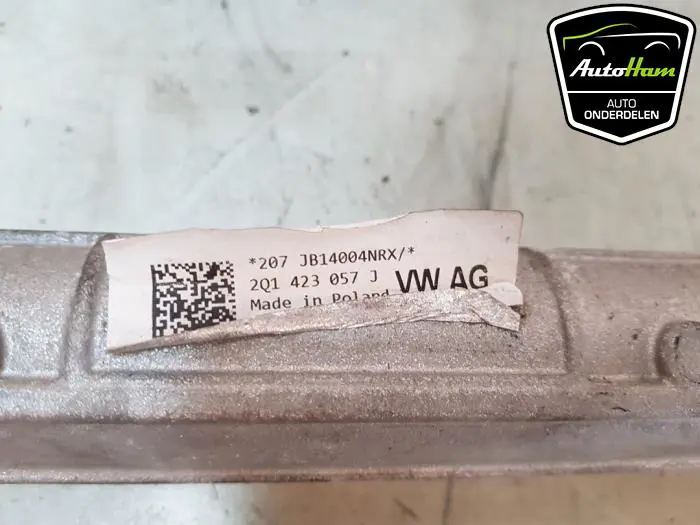 AutoHam
AUTO
ONDERDELEN
*207 JB14004NRX/*
2Q1 423 057 J VW AG
Made in Poland